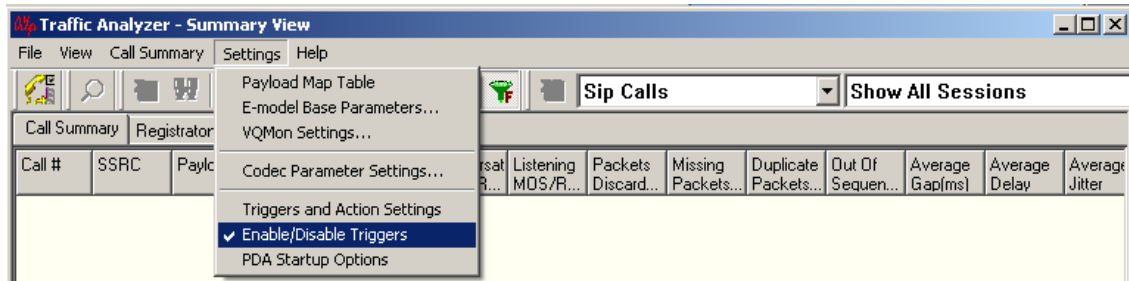 Traffic Analyzer - Summary View
File View Call Summary Settings Help
Sip Calls Show All Sessions
Payload Map Table
E-model Base Parameters...
VQMon Settings...
Codec Parameter Settings...
Triggers and Action Settings
Enable/Disable Triggers
PDA Startup Options
Call Summary Registrator
Call # SSRC Paylo
Listening MOS/R...
Packets Discard...
Missing Packets...
Duplicate Packets...
Out Of Sequen...
Average Gap(ms)
Average Delay
Average Jitter